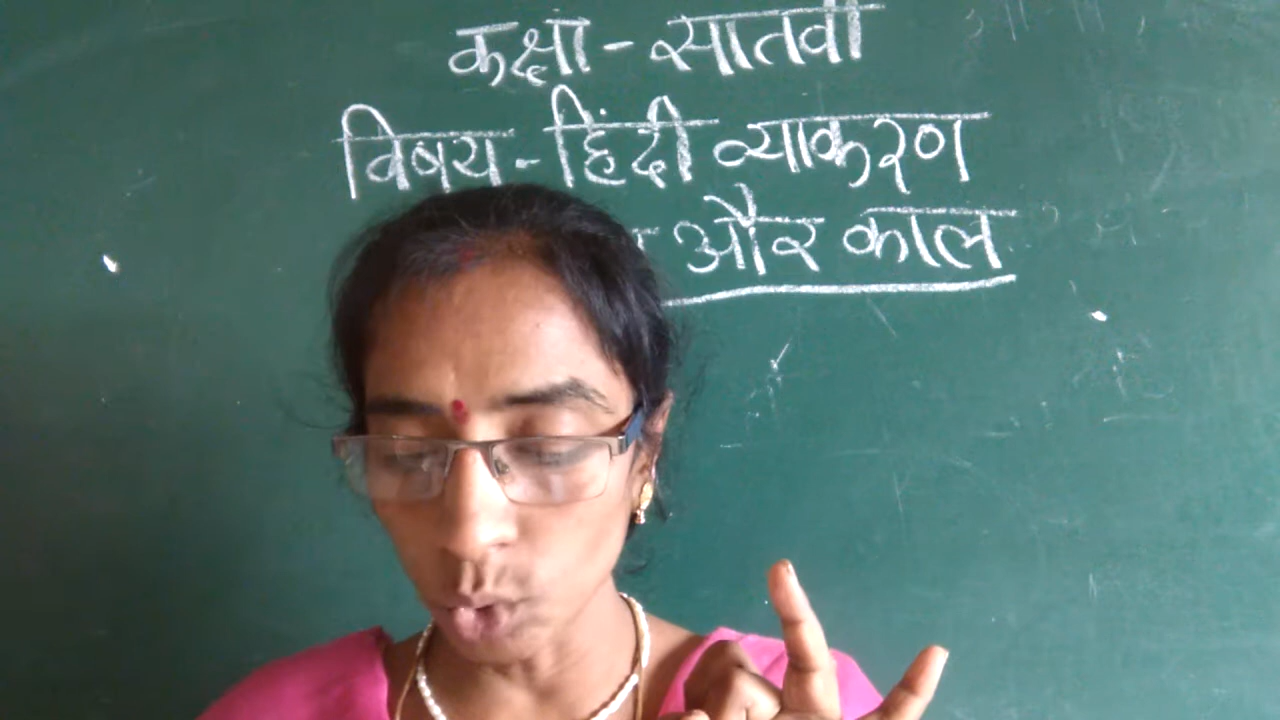 कक्षा - सातवी
विषय - हिंदी व्याकरण
और काल